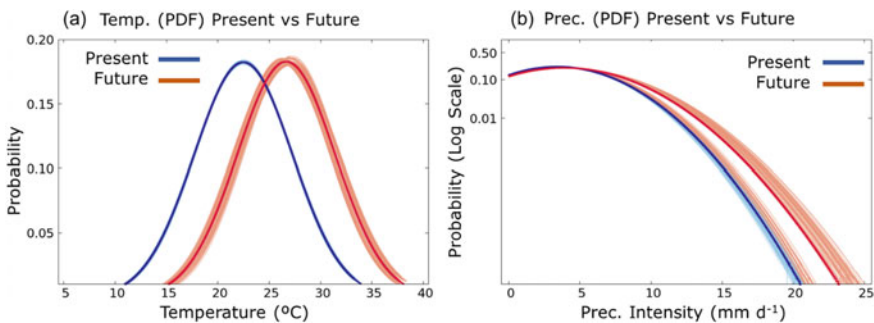 (a) Temp. (PDF) Present vs Future
0.20
0.15
0.10
0.05
Probability
Present
Future
5 10 15 20 25 30 35 40
Temperature (ºC)
(b) Prec. (PDF) Present vs Future
0.50
0.10
0.01
Probability (Log Scale)
Present
Future
0 5 10 15 20 25
Prec. Intensity (mm d⁻¹)